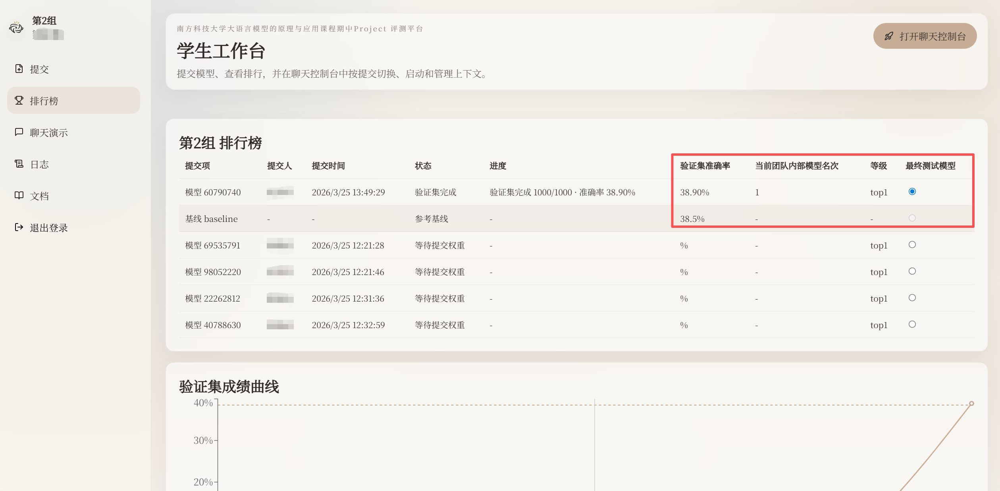 第2组
提交
排行榜
聊天演示
日志
文档
退出登录
南方科技大学大语言模型的原理与应用课程期中Project 评测平台
学生工作台
提交模型、查看排行，并在聊天控制台中按提交切换、启动和管理上下文。
打开聊天控制台
第2组 排行榜
提交项 提交人 提交时间 状态 进度 验证集准确率 当前团队内部模型名次 等级 最终测试模型
模型 60790740 2026/3/25 13:49:29 验证集完成 验证集完成 1000/1000 · 准确率 38.90% 38.90% 1 top1
基线 baseline - - 参考基线 - 38.5% - -
模型 69535791 2026/3/25 12:21:28 等待提交权重 - % - top1
模型 98052220 2026/3/25 12:21:46 等待提交权重 - % - top1
模型 22262812 2026/3/25 12:31:36 等待提交权重 - % - top1
模型 40788630 2026/3/25 12:32:59 等待提交权重 - % - top1
验证集成绩曲线
40%
30%
20%